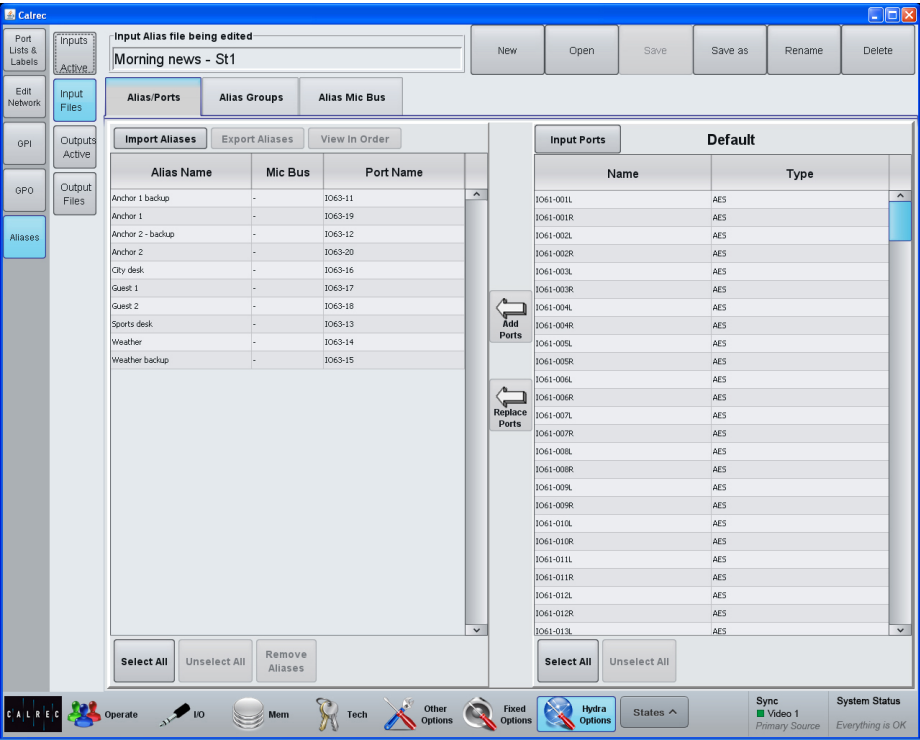 Calrec
Port
Lists &
Labels
Edit
Network
GPI
GPO
Aliases
Inputs
Active
Input
Files
Outputs
Active
Output
Files
Input Alias file being edited
Morning news - St1
New
Open
Save
Save as
Rename
Delete
Alias/Ports
Alias Groups
Alias Mic Bus
Import Aliases
Export Aliases
View In Order
Alias Name Mic Bus Port Name
Anchor 1 backup - IO63-11
Anchor 1 - IO63-19
Anchor 2 - backup - IO63-12
Anchor 2 - IO63-20
City desk - IO63-16
Guest 1 - IO63-17
Guest 2 - IO63-18
Sports desk - IO63-13
Weather - IO63-14
Weather backup - IO63-15
Select All
Unselect All
Remove
Aliases
Add
Ports
Replace
Ports
Input Ports
Default
Name Type
IO61-001L AES
IO61-001R AES
IO61-002L AES
IO61-002R AES
IO61-003L AES
IO61-003R AES
IO61-004L AES
IO61-004R AES
IO61-005L AES
IO61-005R AES
IO61-006L AES
IO61-006R AES
IO61-007L AES
IO61-007R AES
IO61-008L AES
IO61-008R AES
IO61-009L AES
IO61-009R AES
IO61-010L AES
IO61-010R AES
IO61-011L AES
IO61-011R AES
IO61-012L AES
IO61-012R AES
IO61-013L AES
Select All
Unselect All
CALREC
Operate
I/O
Mem
Tech
Other
Options
Fixed
Options
Hydra
Options
States
Sync
Video 1
Primary Source
System Status
Everything is OK